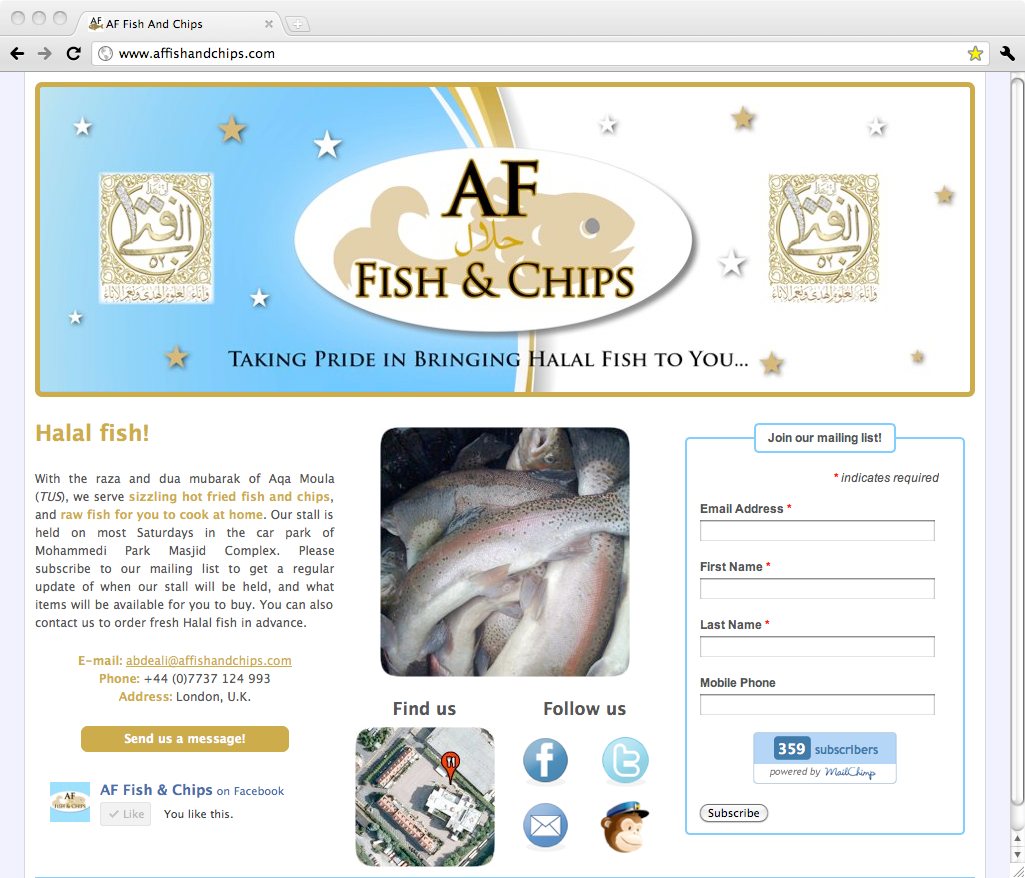 AF Fish And Chips
www.affishandchips.com
AF
حلال
FISH & CHIPS
TAKING PRIDE IN BRINGING HALAL FISH TO YOU...
Halal fish!
With the raza and dua mubarak of Aqa Moula
(TUS), we serve sizzling hot fried fish and chips,
and raw fish for you to cook at home. Our stall is
held on most Saturdays in the car park of
Mohammedi Park Masjid Complex. Please
subscribe to our mailing list to get a regular
update of when our stall will be held, and what
items will be available for you to buy. You can also
contact us to order fresh Halal fish in advance.
E-mail: abdeali@affishandchips.com
Phone: +44 (0)7737 124 993
Address: London, U.K.
Send us a message!
AF
FISH & CHIPS
AF Fish & Chips on Facebook
Like You like this.
Find us
Follow us
Join our mailing list!
* indicates required
Email Address *
First Name *
Last Name *
Mobile Phone
359 subscribers
powered by MailChimp
Subscribe